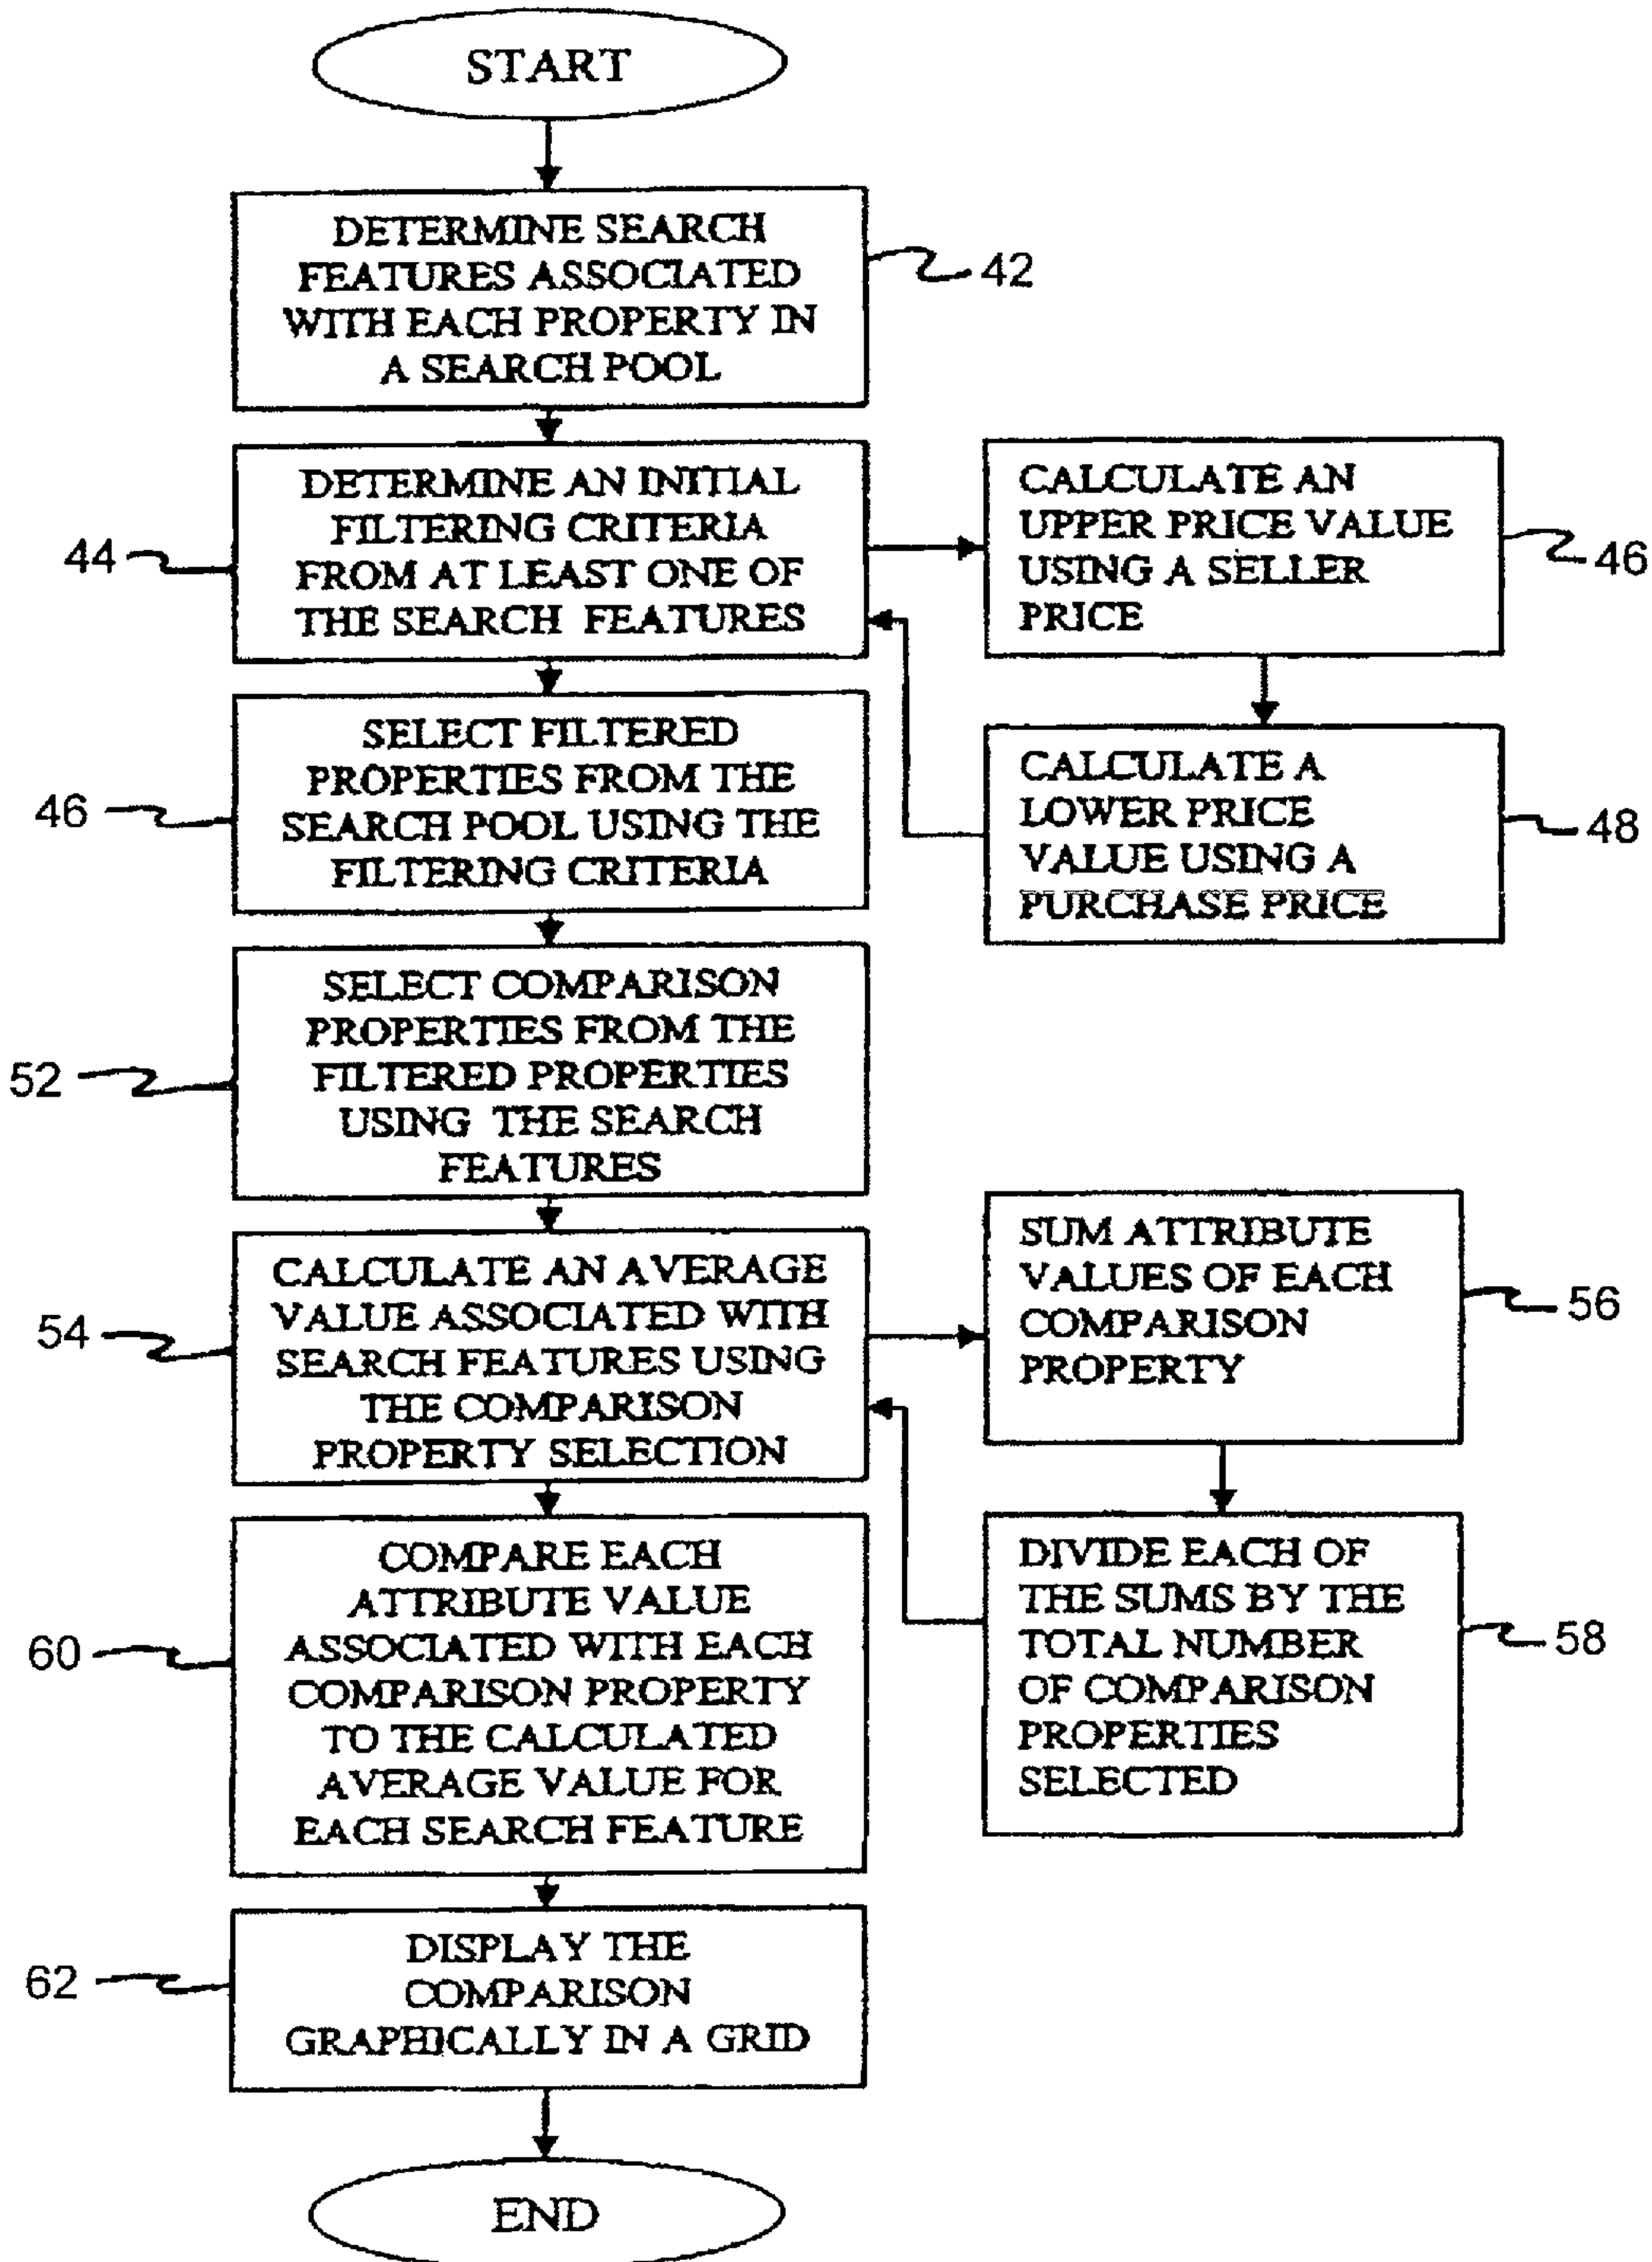 START
DETERMINE SEARCH
FEATURES ASSOCIATED
WITH EACH PROPERTY IN
A SEARCH POOL
42
DETERMINE AN INITIAL
FILTERING CRITERIA
FROM AT LEAST ONE OF
THE SEARCH FEATURES
44
CALCULATE AN
UPPER PRICE VALUE
USING A SELLER
PRICE
46
CALCULATE A
LOWER PRICE
VALUE USING A
PURCHASE PRICE
48
SELECT FILTERED
PROPERTIES FROM THE
SEARCH POOL USING THE
FILTERING CRITERIA
46
SELECT COMPARISON
PROPERTIES FROM THE
FILTERED PROPERTIES
USING THE SEARCH
FEATURES
52
CALCULATE AN AVERAGE
VALUE ASSOCIATED WITH
SEARCH FEATURES USING
THE COMPARISON
PROPERTY SELECTION
54
SUM ATTRIBUTE
VALUES OF EACH
COMPARISON
PROPERTY
56
DIVIDE EACH OF
THE SUMS BY THE
TOTAL NUMBER
OF COMPARISON
PROPERTIES
SELECTED
58
COMPARE EACH
ATTRIBUTE VALUE
ASSOCIATED WITH EACH
COMPARISON PROPERTY
TO THE CALCULATED
AVERAGE VALUE FOR
EACH SEARCH FEATURE
60
DISPLAY THE
COMPARISON
GRAPHICALLY IN A GRID
62
END